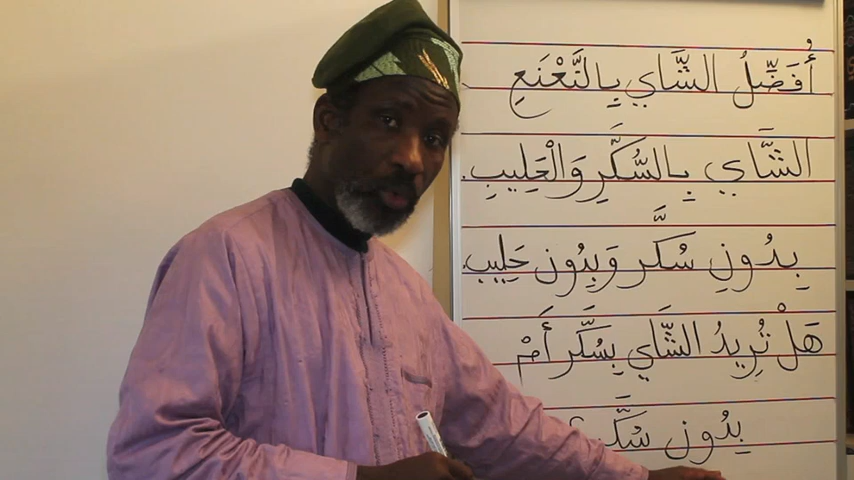 أُفَضِّلُ الشَّاي بِالنَّعْنَعِ
الشَّاي بِالسُّكَّرِ وَالْحَلِيبِ.
بِدُونِ سُكَّر وَبِدُون حَلِيب.
هَلْ تُرِيدُ الشَّاي بِسُكَّر أَمْ
بِدُونِ سُكَّر؟